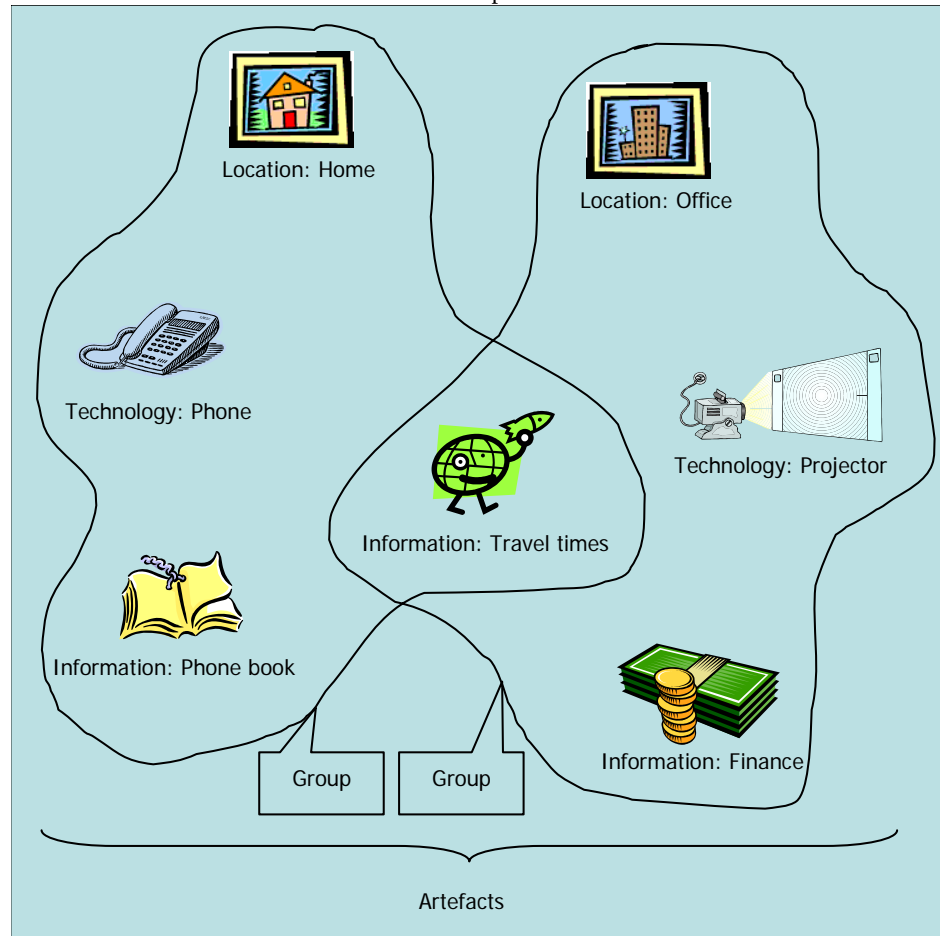 Location: Home
Location: Office
Technology: Phone
Technology: Projector
Information: Travel times
Information: Phone book
Information: Finance
Group
Group
Artefacts